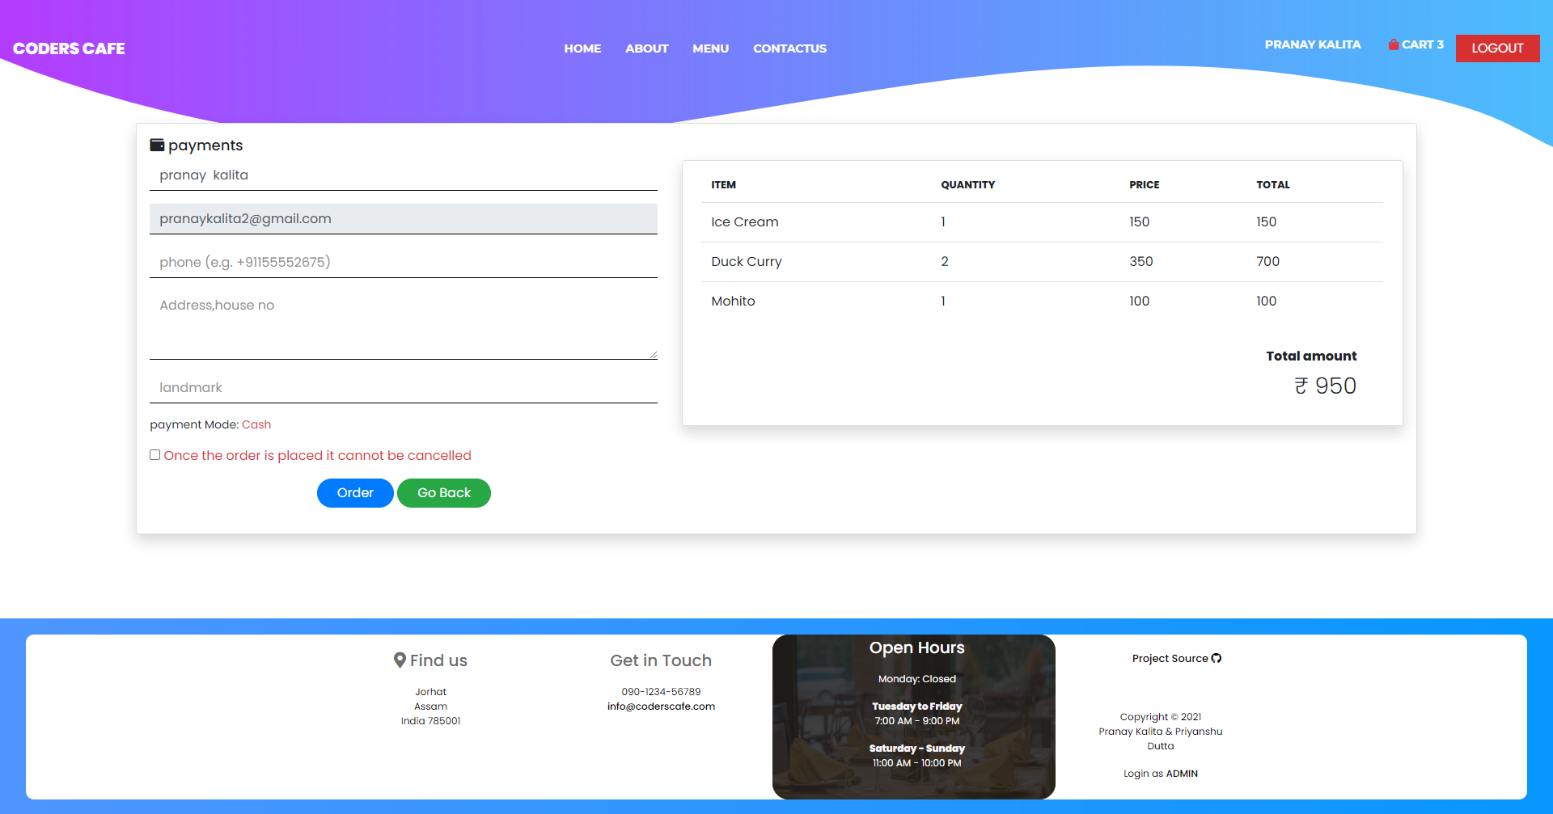 CODERS CAFE
HOME ABOUT MENU CONTACTUS
PRANAY KALITA CART 3 LOGOUT
payments
pranay kalita
pranaykalita2@gmail.com
phone (e.g. +91155552675)
Address,house no
landmark
payment Mode: Cash
Once the order is placed it cannot be cancelled
Order Go Back
ITEM QUANTITY PRICE TOTAL
Ice Cream 1 150 150
Duck Curry 2 350 700
Mohito 1 100 100
Total amount
₹ 950
Find us
Jorhat
Assam
India 785001
Get in Touch
090-1234-56789
info@coderscafe.com
Open Hours
Monday: Closed
Tuesday to Friday
7:00 AM - 9:00 PM
Saturday - Sunday
11:00 AM - 10:00 PM
Project Source
Copyright © 2021
Pranay Kalita & Priyanshu
Dutta
Login as ADMIN